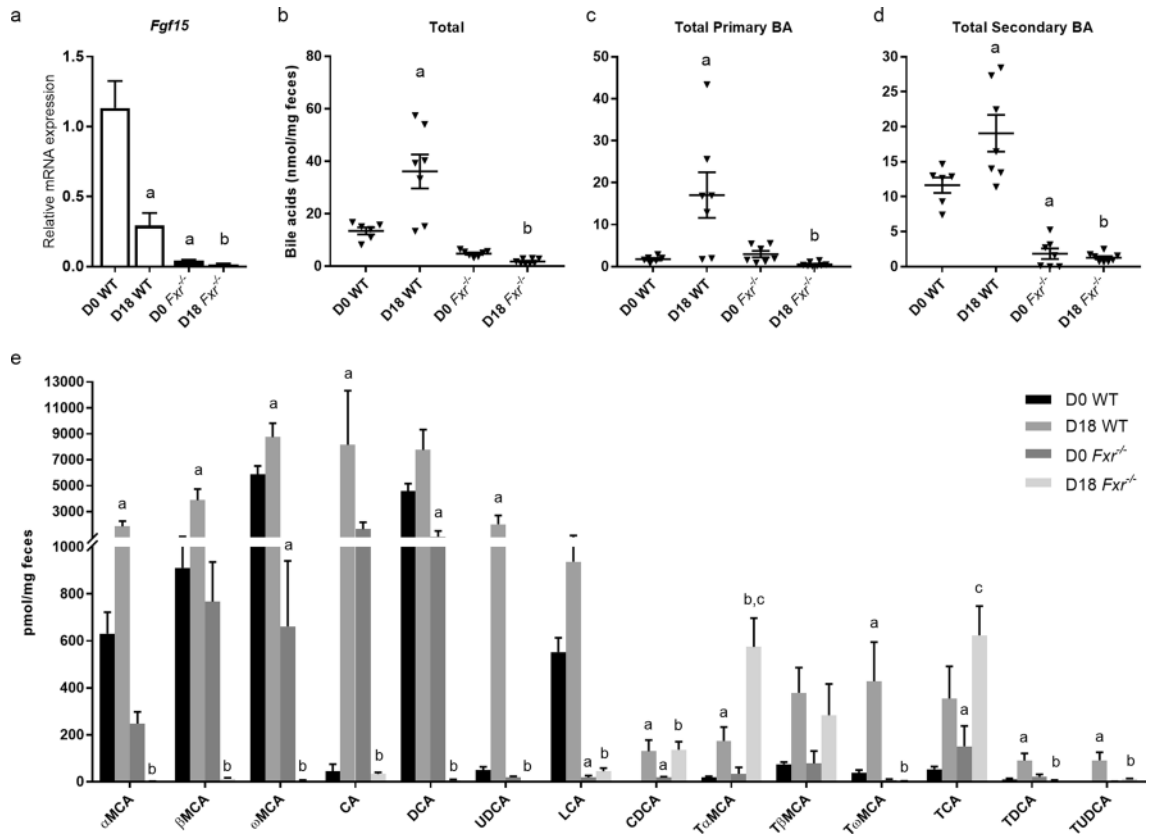 a
Fgf15
Relative mRNA expression
1.5
1.0
0.5
0.0
a
a
b
D0 WT
D18 WT
D0 Fxr-/-
D18 Fxr-/-
b
Total
Bile acids (nmol/mg feces)
80
60
40
20
0
a
b
D0 WT
D18 WT
D0 Fxr-/-
D18 Fxr-/-
c
Total Primary BA
50
40
30
20
10
0
a
b
D0 WT
D18 WT
D0 Fxr-/-
D18 Fxr-/-
d
Total Secondary BA
30
25
20
15
10
5
0
a
a
b
D0 WT
D18 WT
D0 Fxr-/-
D18 Fxr-/-
e
pmol/mg feces
13000
11000
9000
7000
5000
3000
1000
800
600
400
200
0
a b
a b
a a b
a b
a b
a b
a b
a a b
a b,c
a b
a c
a b
a b
D0 WT
D18 WT
D0 Fxr-/-
D18 Fxr-/-
αMCA
βMCA
ωMCA
CA
DCA
UDCA
LCA
CDCA
TαMCA
TβMCA
TωMCA
TCA
TDCA
TUDCA